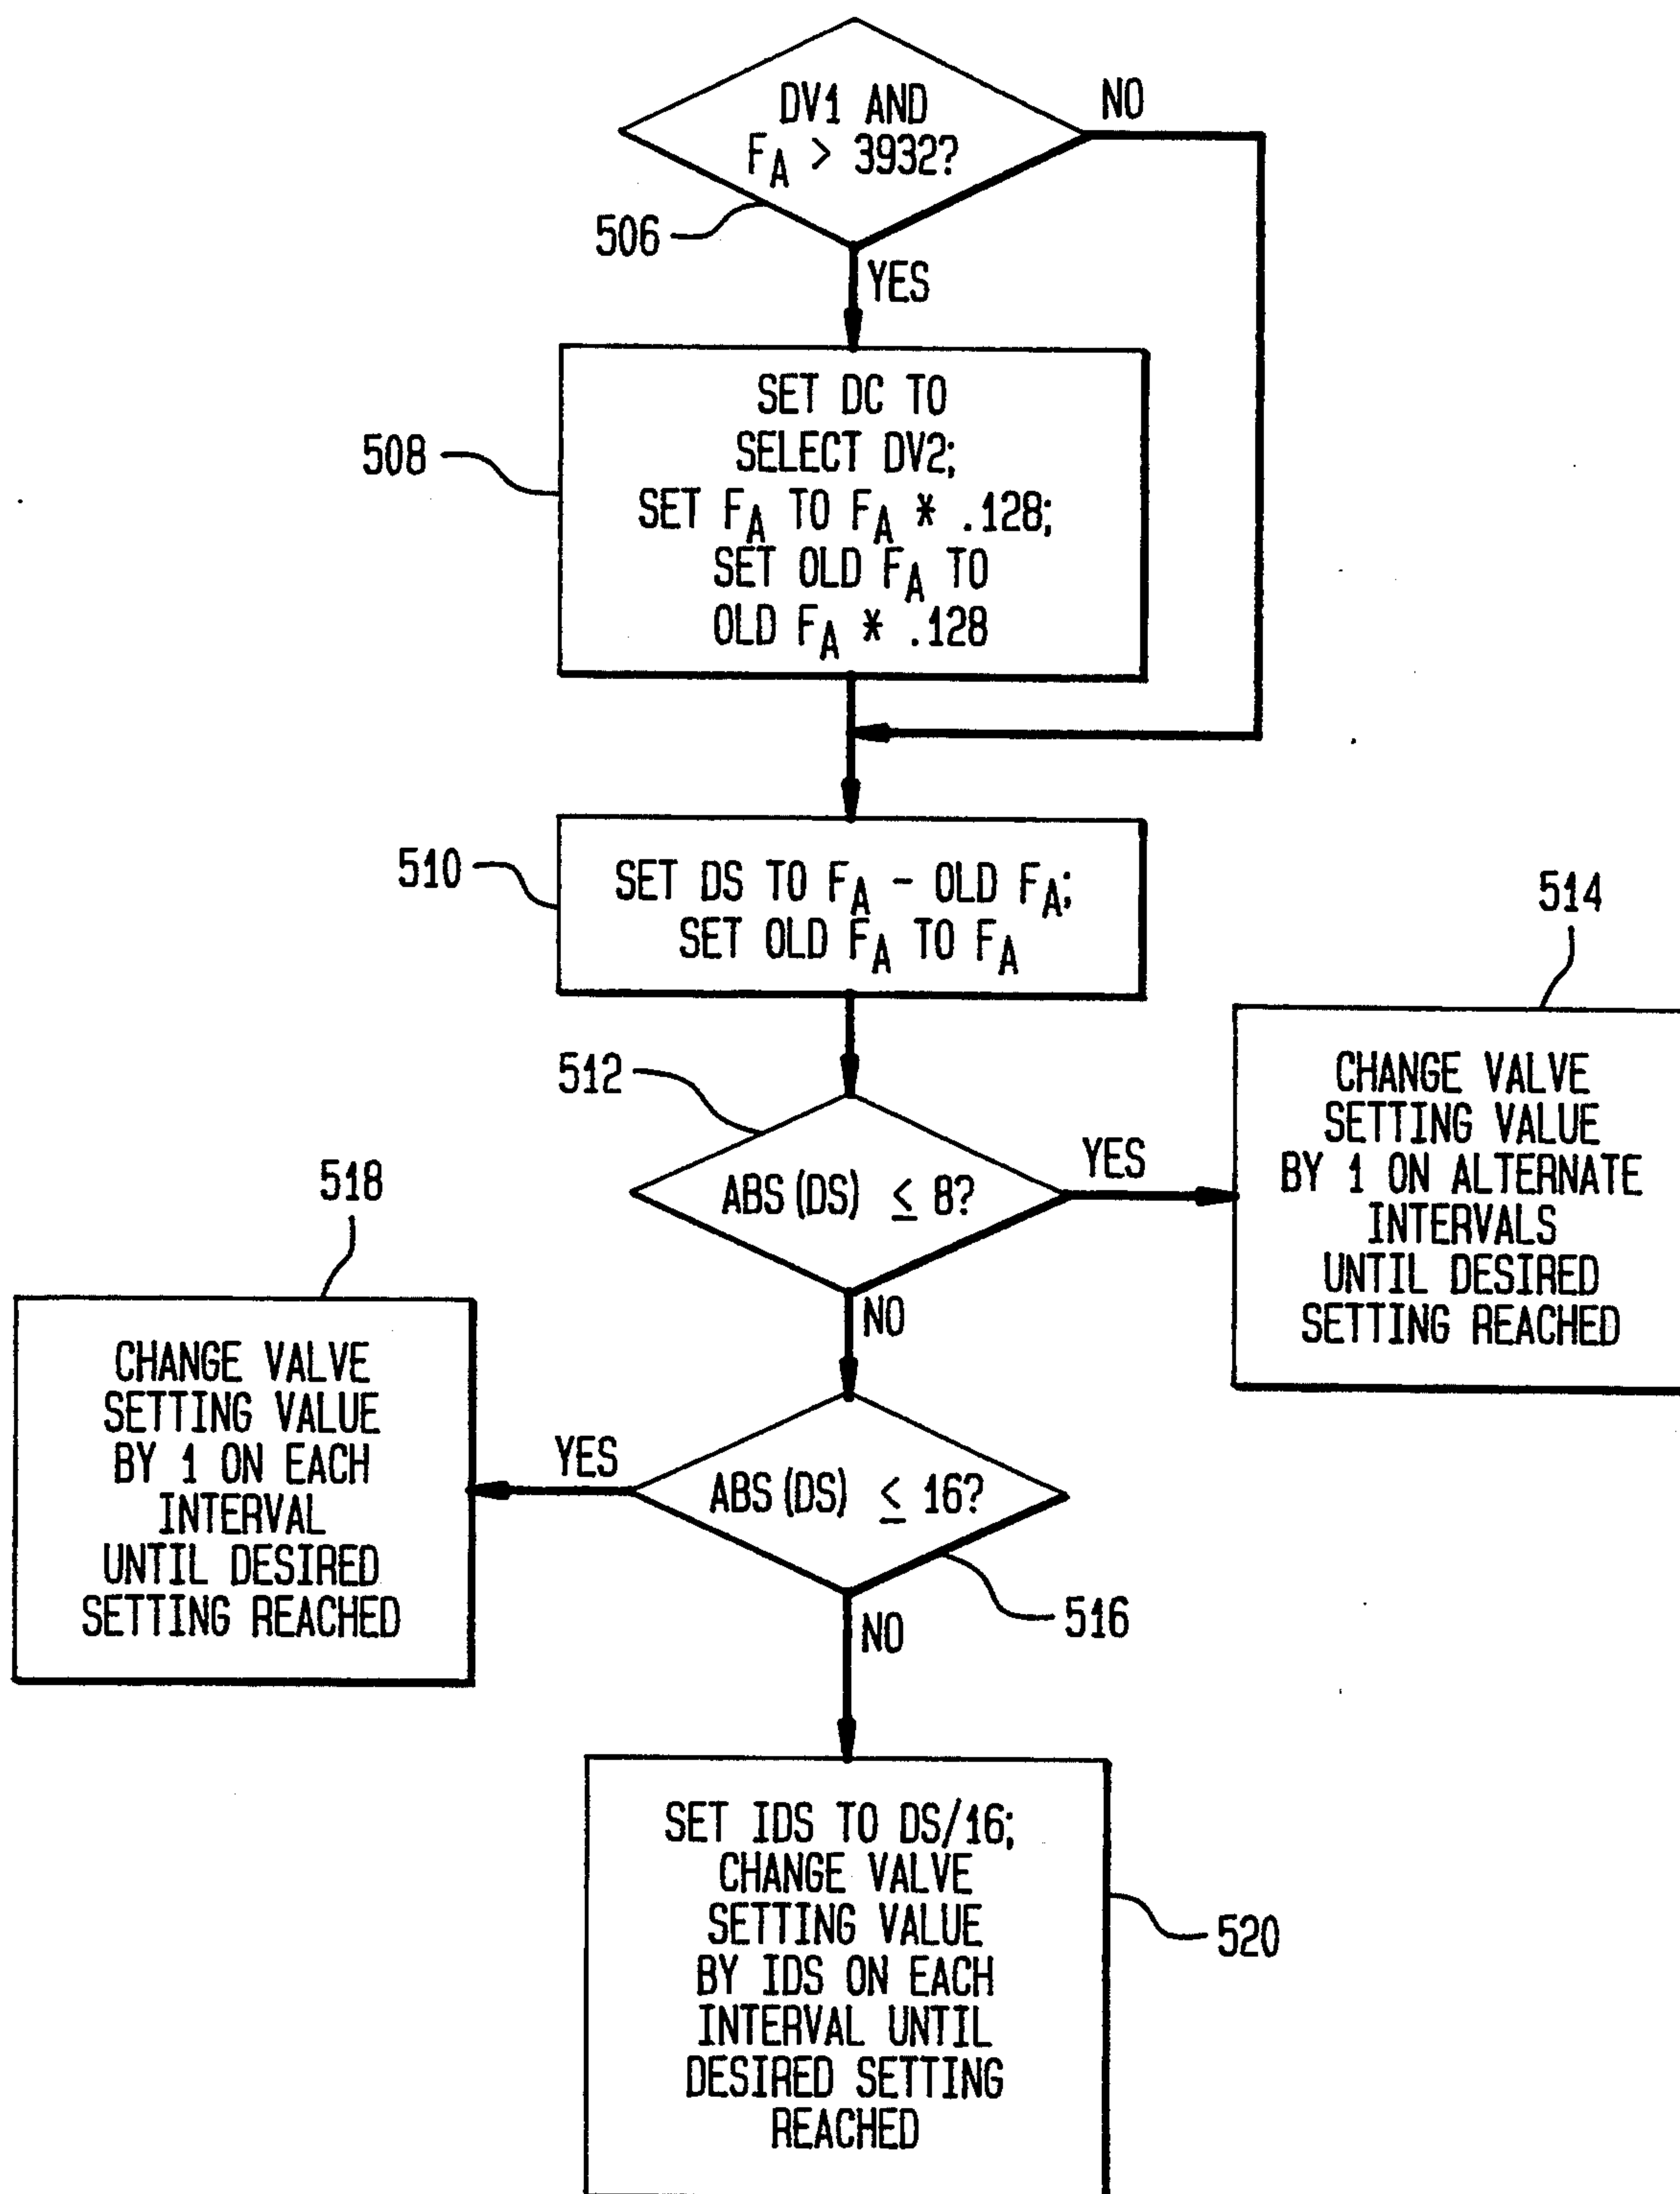 DV1 AND
FA > 3932?
NO
506
YES
SET DC TO
SELECT DV2;
SET FA TO FA * .128;
SET OLD FA TO
OLD FA * .128
508
SET DS TO FA - OLD FA;
SET OLD FA TO FA
510
ABS (DS) ≤ 8?
512
YES
514
CHANGE VALVE
SETTING VALUE
BY 1 ON ALTERNATE
INTERVALS
UNTIL DESIRED
SETTING REACHED
NO
ABS (DS) ≤ 16?
516
YES
518
CHANGE VALVE
SETTING VALUE
BY 1 ON EACH
INTERVAL
UNTIL DESIRED
SETTING REACHED
NO
SET IDS TO DS/16;
CHANGE VALVE
SETTING VALUE
BY IDS ON EACH
INTERVAL UNTIL
DESIRED SETTING
REACHED
520